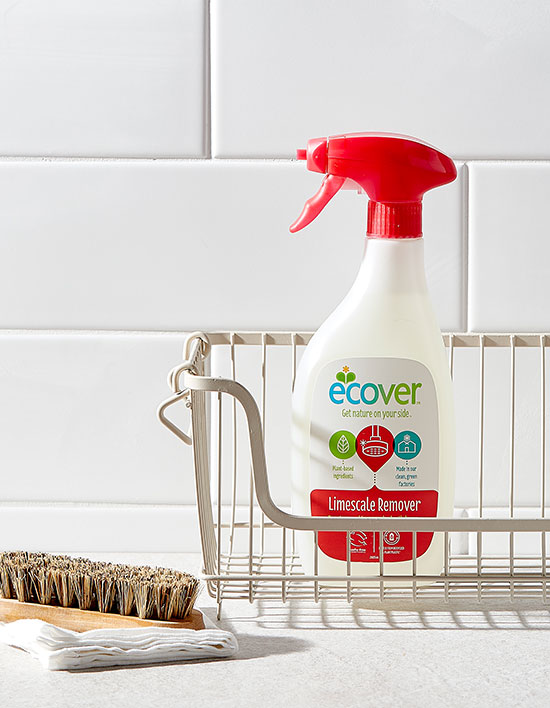 ecover
Get nature on your side.
Plant-based
ingredients
Made in our
clean, green
factories
Limescale Remover